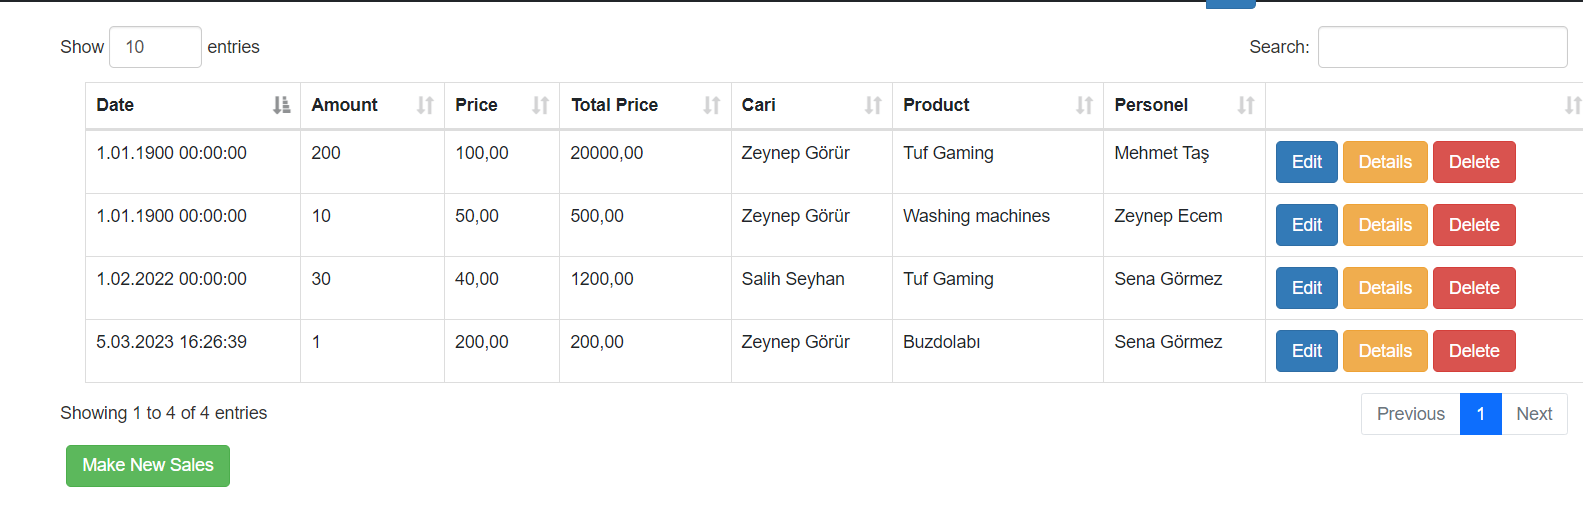 Show 10 entries Search:
Date Amount Price Total Price Cari Product Personel
1.01.1900 00:00:00 200 100,00 20000,00 Zeynep Görür Tuf Gaming Mehmet Taş Edit Details Delete
1.01.1900 00:00:00 10 50,00 500,00 Zeynep Görür Washing machines Zeynep Ecem Edit Details Delete
1.02.2022 00:00:00 30 40,00 1200,00 Salih Seyhan Tuf Gaming Sena Görmez Edit Details Delete
5.03.2023 16:26:39 1 200,00 200,00 Zeynep Görür Buzdolabı Sena Görmez Edit Details Delete
Showing 1 to 4 of 4 entries Previous 1 Next
Make New Sales